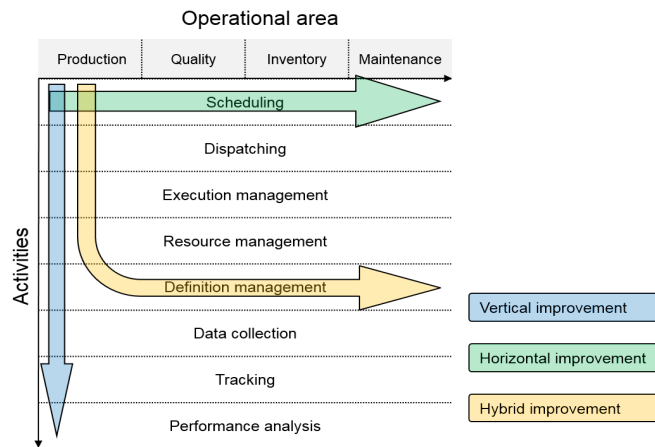 Operational area
Production Quality Inventory Maintenance
Scheduling
Dispatching
Execution management
Resource management
Activities
Definition management
Vertical improvement
Data collection
Horizontal improvement
Tracking
Hybrid improvement
Performance analysis